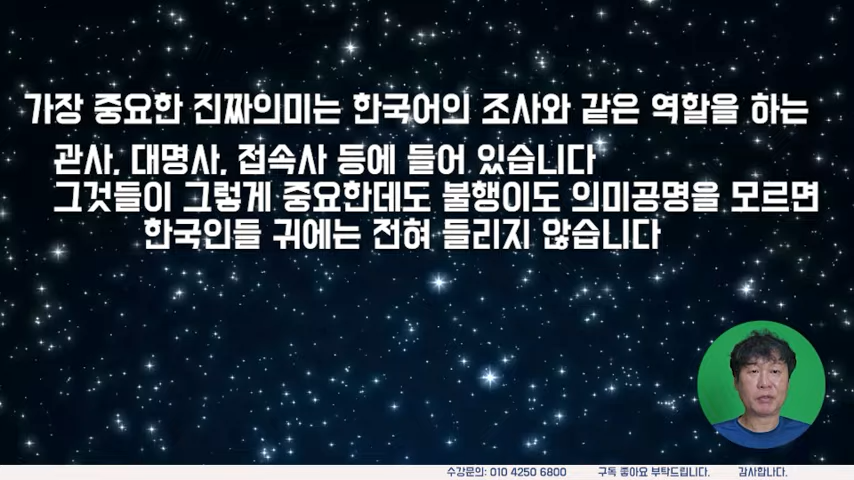 가장 중요한 진짜의미는 한국어의 조사와 같은 역할을 하는
관사, 대명사, 접속사 등에 들어 있습니다
그것들이 그렇게 중요한데도 불행이도 의미공명을 모르면
한국인들 귀에는 전혀 들리지 않습니다
수강문의: 010 4250 6800 구독 좋아요 부탁드립니다. 감사합니다.